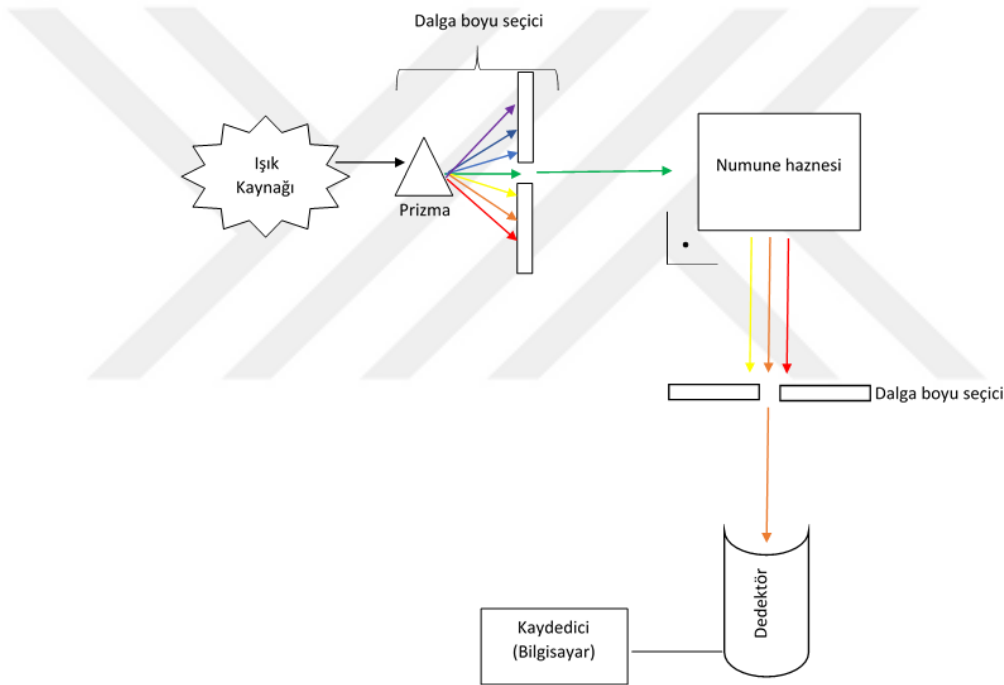 Dalga boyu seçici
Işık
Kaynağı
Prizma
Numune haznesi
Dalga boyu seçici
Dedektör
Kaydedici
(Bilgisayar)